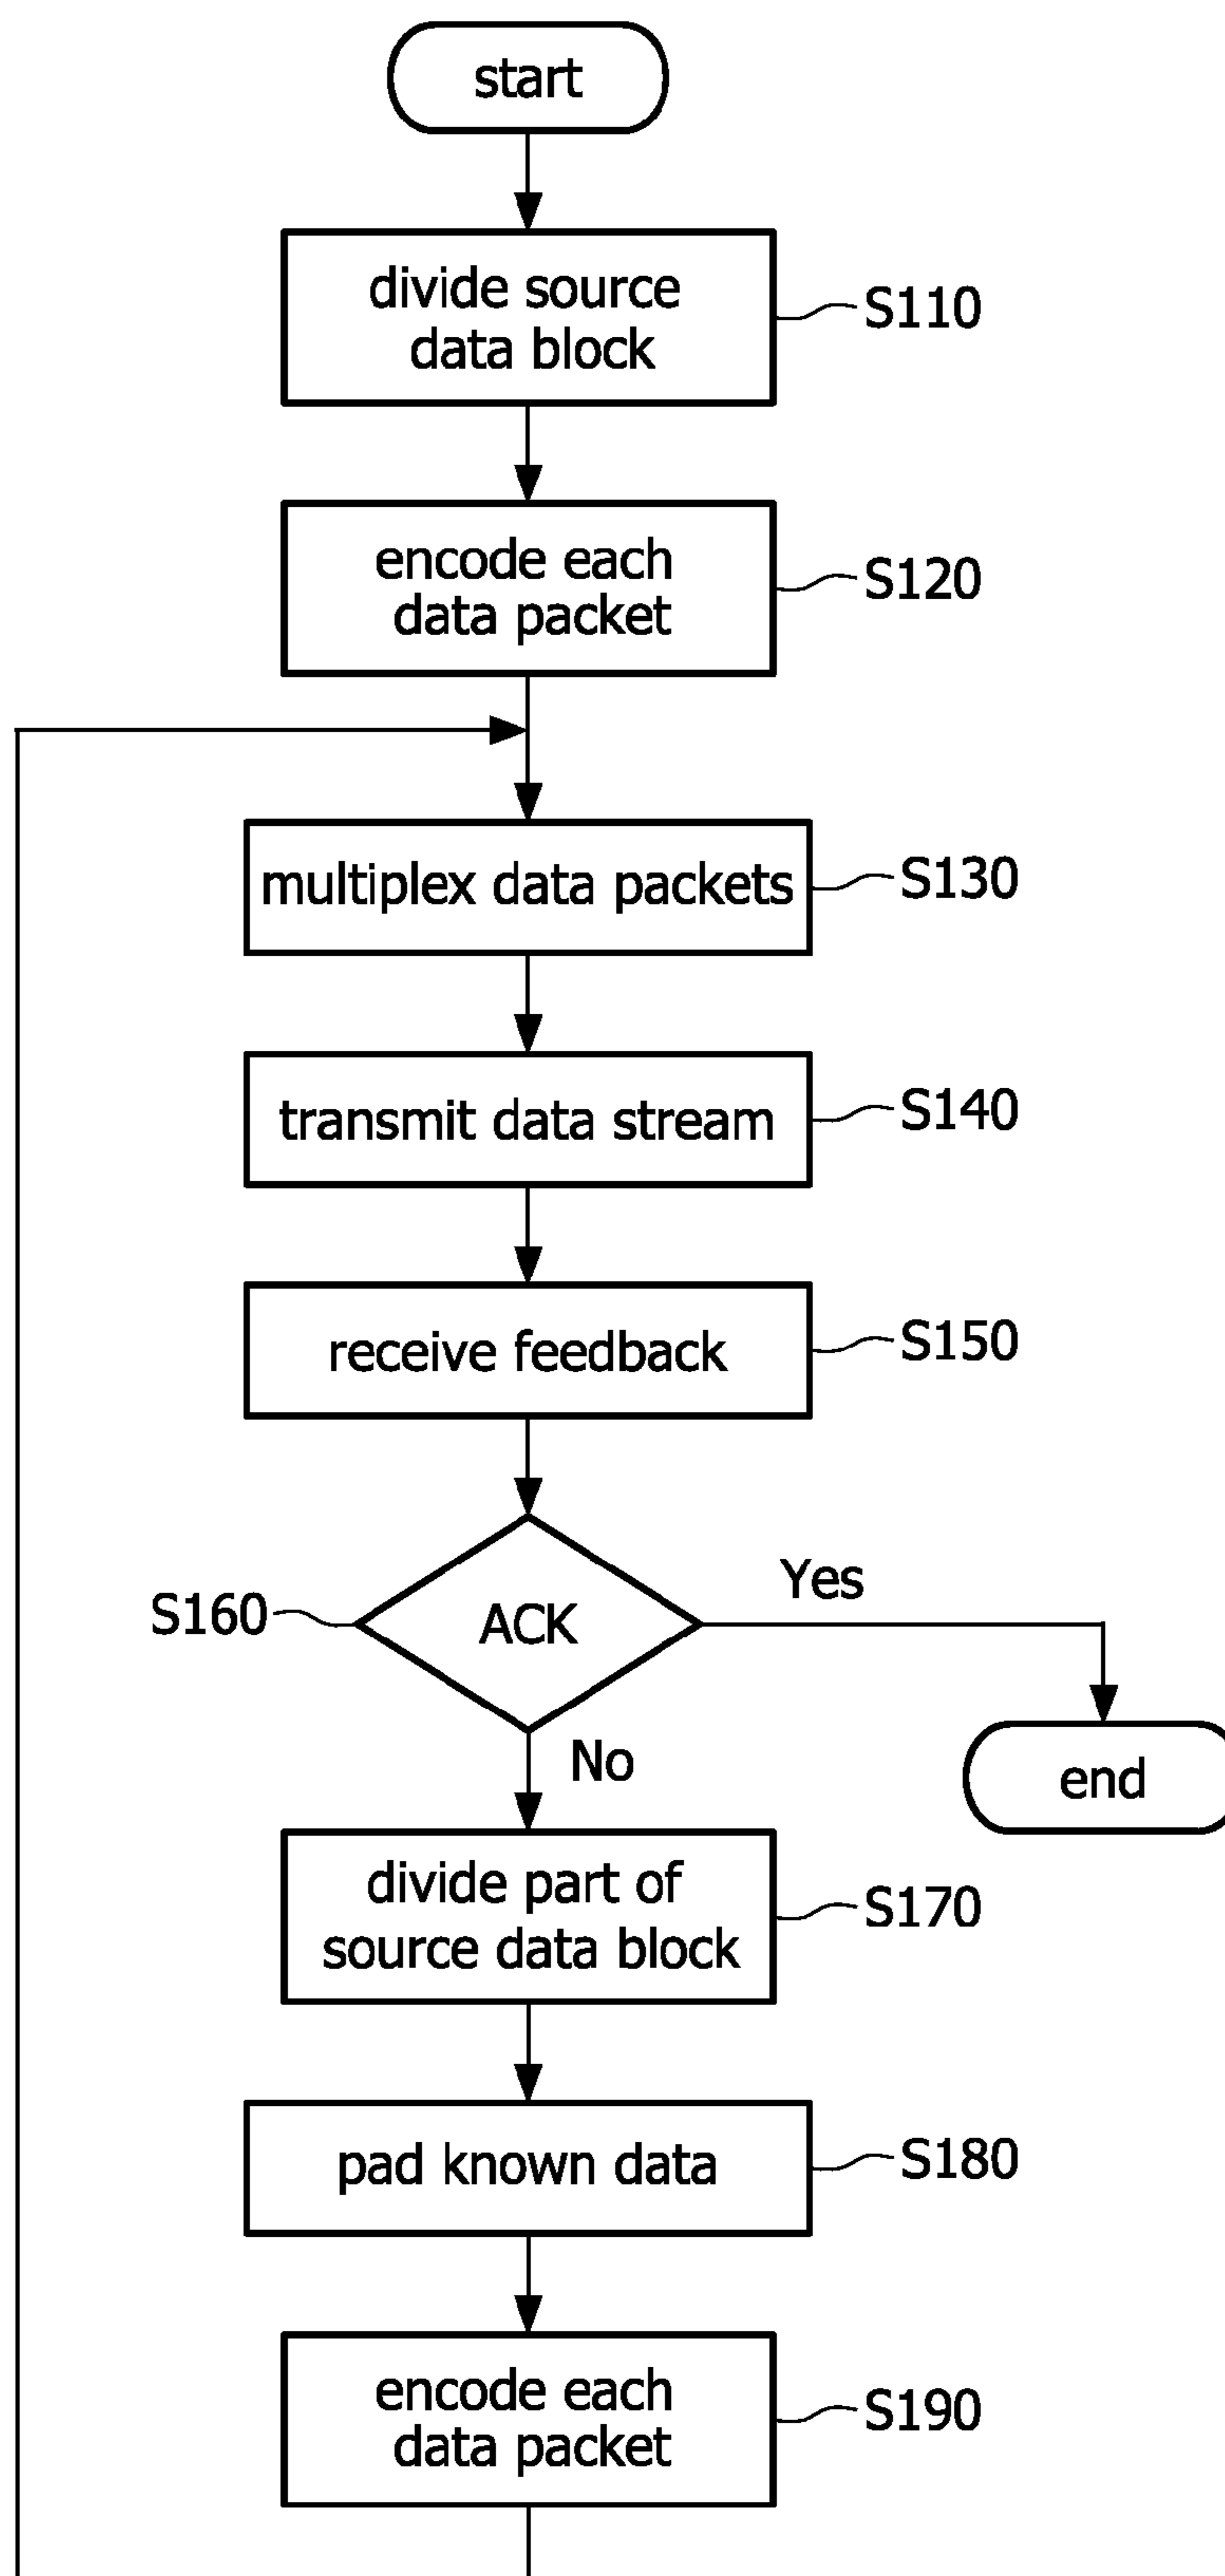 start
divide source
data block
S110
encode each
data packet
S120
multiplex data packets
S130
transmit data stream
S140
receive feedback
S150
S160
ACK
Yes
No
end
divide part of
source data block
S170
pad known data
S180
encode each
data packet
S190